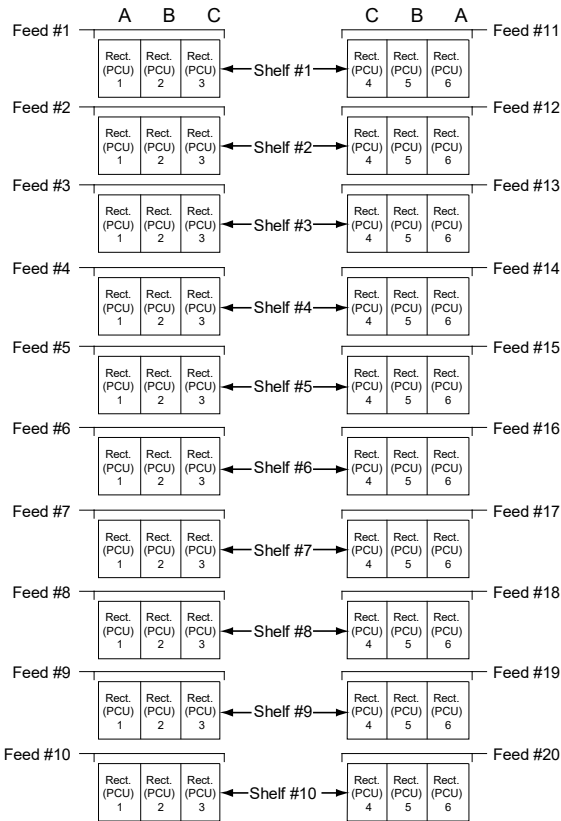 A B C C B A
Feed #1 Feed #11
Rect. Rect. Rect. Rect. Rect. Rect.
(PCU) (PCU) (PCU) Shelf #1 (PCU) (PCU) (PCU)
1 2 3 4 5 6
Feed #2 Feed #12
Rect. Rect. Rect. Rect. Rect. Rect.
(PCU) (PCU) (PCU) Shelf #2 (PCU) (PCU) (PCU)
1 2 3 4 5 6
Feed #3 Feed #13
Rect. Rect. Rect. Rect. Rect. Rect.
(PCU) (PCU) (PCU) Shelf #3 (PCU) (PCU) (PCU)
1 2 3 4 5 6
Feed #4 Feed #14
Rect. Rect. Rect. Rect. Rect. Rect.
(PCU) (PCU) (PCU) Shelf #4 (PCU) (PCU) (PCU)
1 2 3 4 5 6
Feed #5 Feed #15
Rect. Rect. Rect. Rect. Rect. Rect.
(PCU) (PCU) (PCU) Shelf #5 (PCU) (PCU) (PCU)
1 2 3 4 5 6
Feed #6 Feed #16
Rect. Rect. Rect. Rect. Rect. Rect.
(PCU) (PCU) (PCU) Shelf #6 (PCU) (PCU) (PCU)
1 2 3 4 5 6
Feed #7 Feed #17
Rect. Rect. Rect. Rect. Rect. Rect.
(PCU) (PCU) (PCU) Shelf #7 (PCU) (PCU) (PCU)
1 2 3 4 5 6
Feed #8 Feed #18
Rect. Rect. Rect. Rect. Rect. Rect.
(PCU) (PCU) (PCU) Shelf #8 (PCU) (PCU) (PCU)
1 2 3 4 5 6
Feed #9 Feed #19
Rect. Rect. Rect. Rect. Rect. Rect.
(PCU) (PCU) (PCU) Shelf #9 (PCU) (PCU) (PCU)
1 2 3 4 5 6
Feed #10 Feed #20
Rect. Rect. Rect. Rect. Rect. Rect.
(PCU) (PCU) (PCU) Shelf #10 (PCU) (PCU) (PCU)
1 2 3 4 5 6